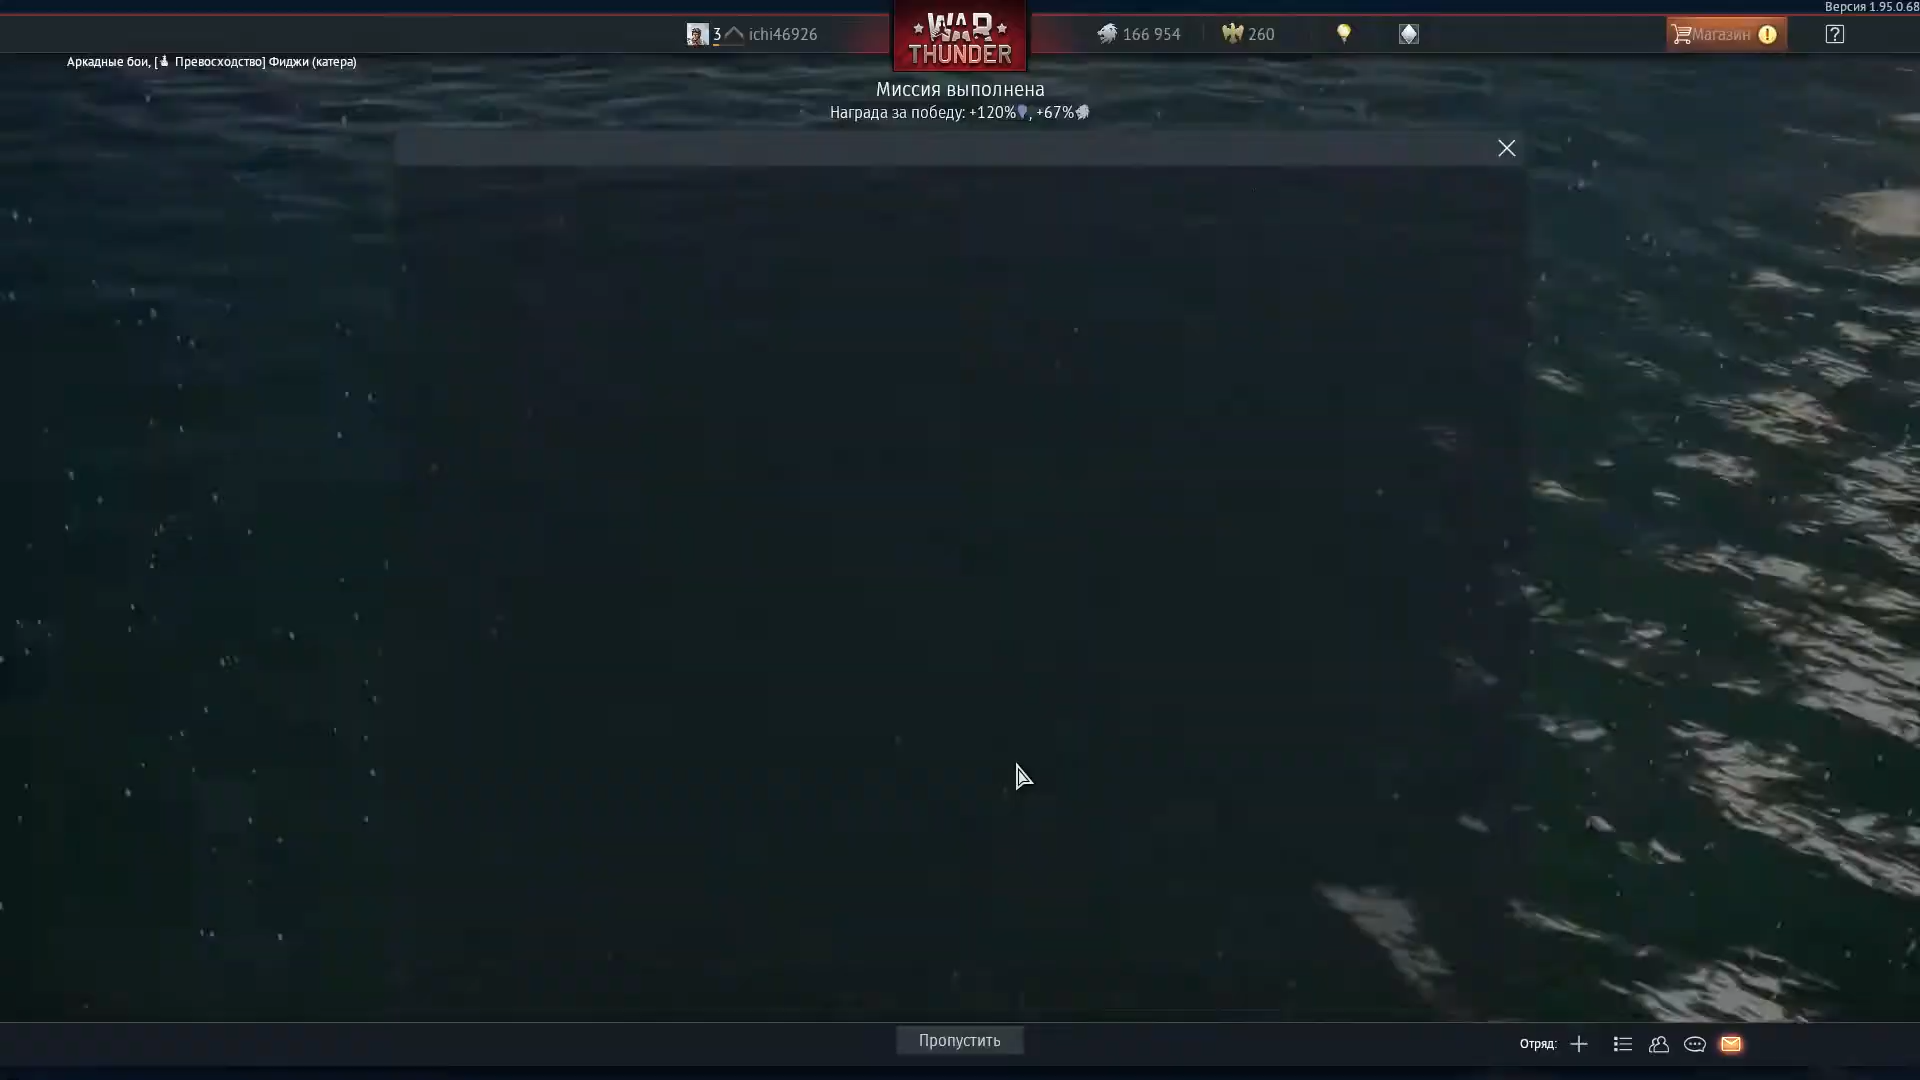 Версия 1.95.0.68
3 ichi46926
WAR
THUNDER
166 954
260
Магазин
Аркадные бои, [ Превосходство] Фиджи (катера)
Миссия выполнена
Награда за победу: +120%, +67%
Пропустить
Отряд: